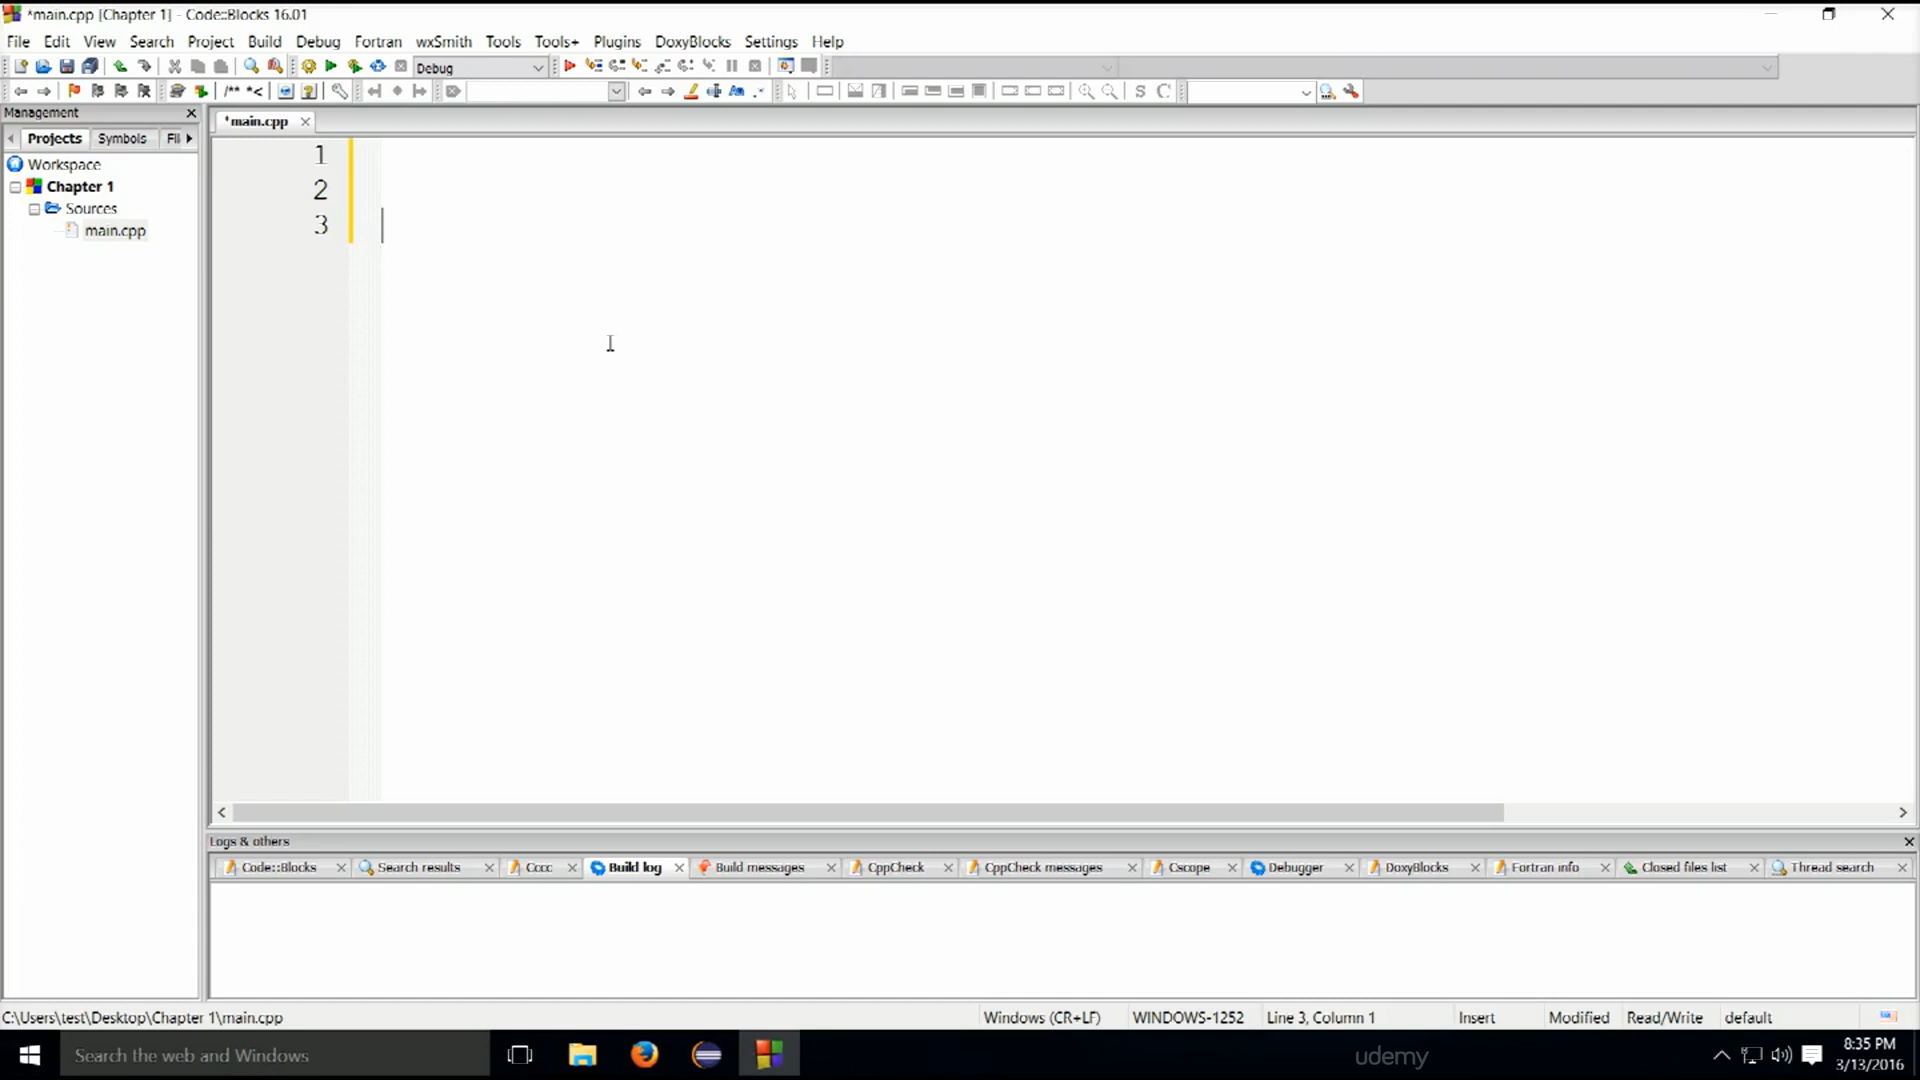 *main.cpp [Chapter 1] - Code::Blocks 16.01
File Edit View Search Project Build Debug Fortran wxSmith Tools Tools+ Plugins DoxyBlocks Settings Help
Debug
/** *<
S C
Management
*main.cpp
Projects Symbols Fil
Workspace
Chapter 1
Sources
main.cpp
1
2
3
Logs & others
Code::Blocks Search results Cccc Build log Build messages CppCheck CppCheck messages Cscope Debugger DoxyBlocks Fortran info Closed files list Thread search
C:\Users\test\Desktop\Chapter 1\main.cpp Windows (CR+LF) WINDOWS-1252 Line 3, Column 1 Insert Modified Read/Write default
Search the web and Windows
udemy
8:35 PM
3/13/2016